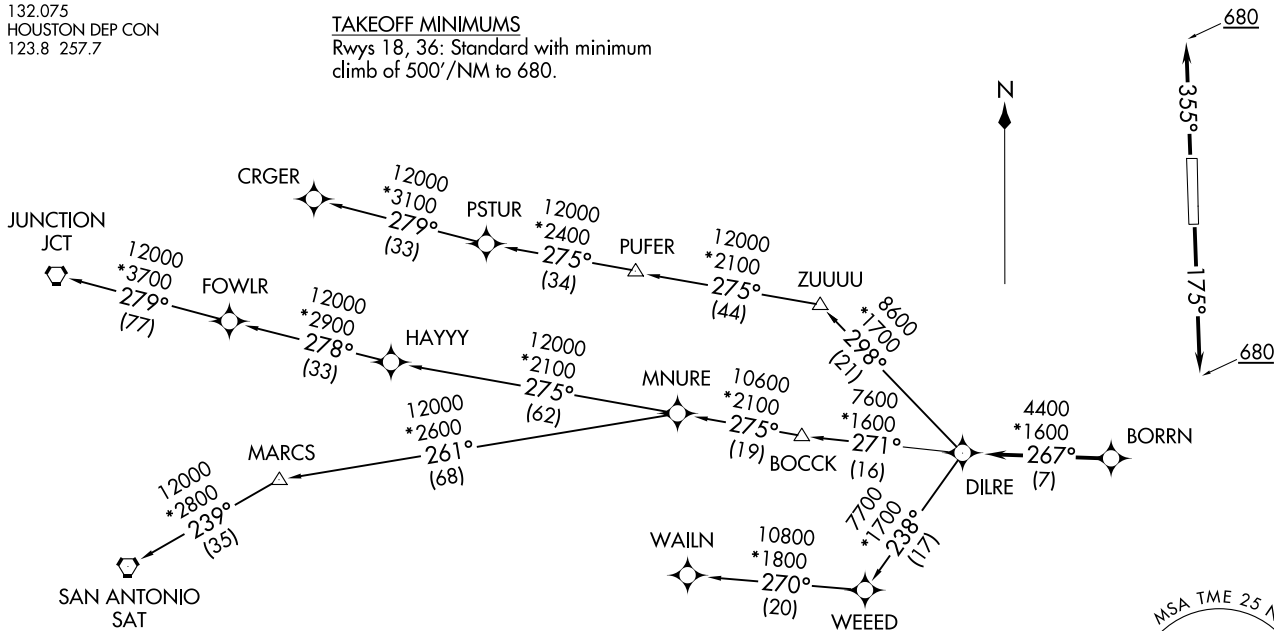 132.075
HOUSTON DEP CON
123.8 257.7
TAKEOFF MINIMUMS
Rwys 18, 36: Standard with minimum
climb of 500'/NM to 680.
680
355°
175°
680
N
CRGER
12000
*3100
279°
(33)
PSTUR
12000
*2400
275°
(34)
PUFER
12000
*2100
275°
(44)
ZUUUU
8600
*1700
298°
(21)
JUNCTION
JCT
12000
*3700
279°
(77)
FOWLR
12000
*2900
278°
(33)
HAYYY
12000
*2100
275°
(62)
MNURE
10600
*2100
275°
(19)
BOCCK
7600
*1600
271°
(16)
DILRE
4400
*1600
267°
(7)
BORRN
12000
*2600
261°
(68)
MARCS
12000
*2800
239°
(35)
SAN ANTONIO
SAT
WAILN
10800
*1800
270°
(20)
WEEED
7700
*1700
238°
(17)
MSA TME 25 N